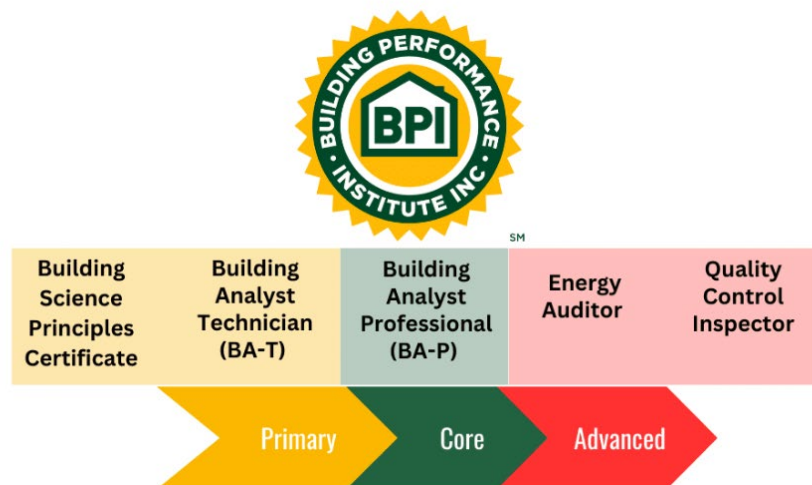 BUILDING PERFORMANCE
BPI
INSTITUTE INC
SM
Building
Science
Principles
Certificate
Building
Analyst
Technician
(BA-T)
Building
Analyst
Professional
(BA-P)
Energy
Auditor
Quality
Control
Inspector
Primary
Core
Advanced